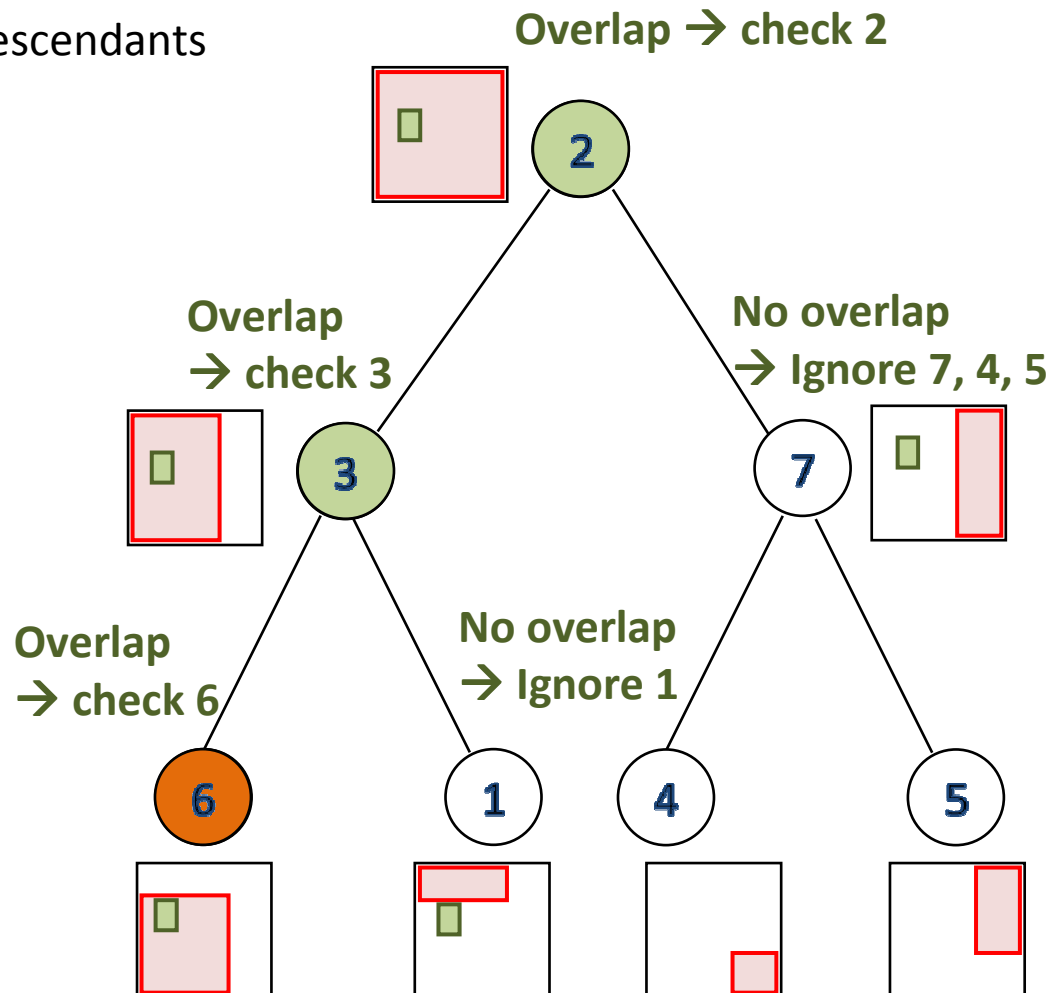 escendants
Overlap → check 2
2
Overlap
→ check 3
No overlap
→ Ignore 7, 4, 5
3
7
Overlap
→ check 6
No overlap
→ Ignore 1
6
1
4
5